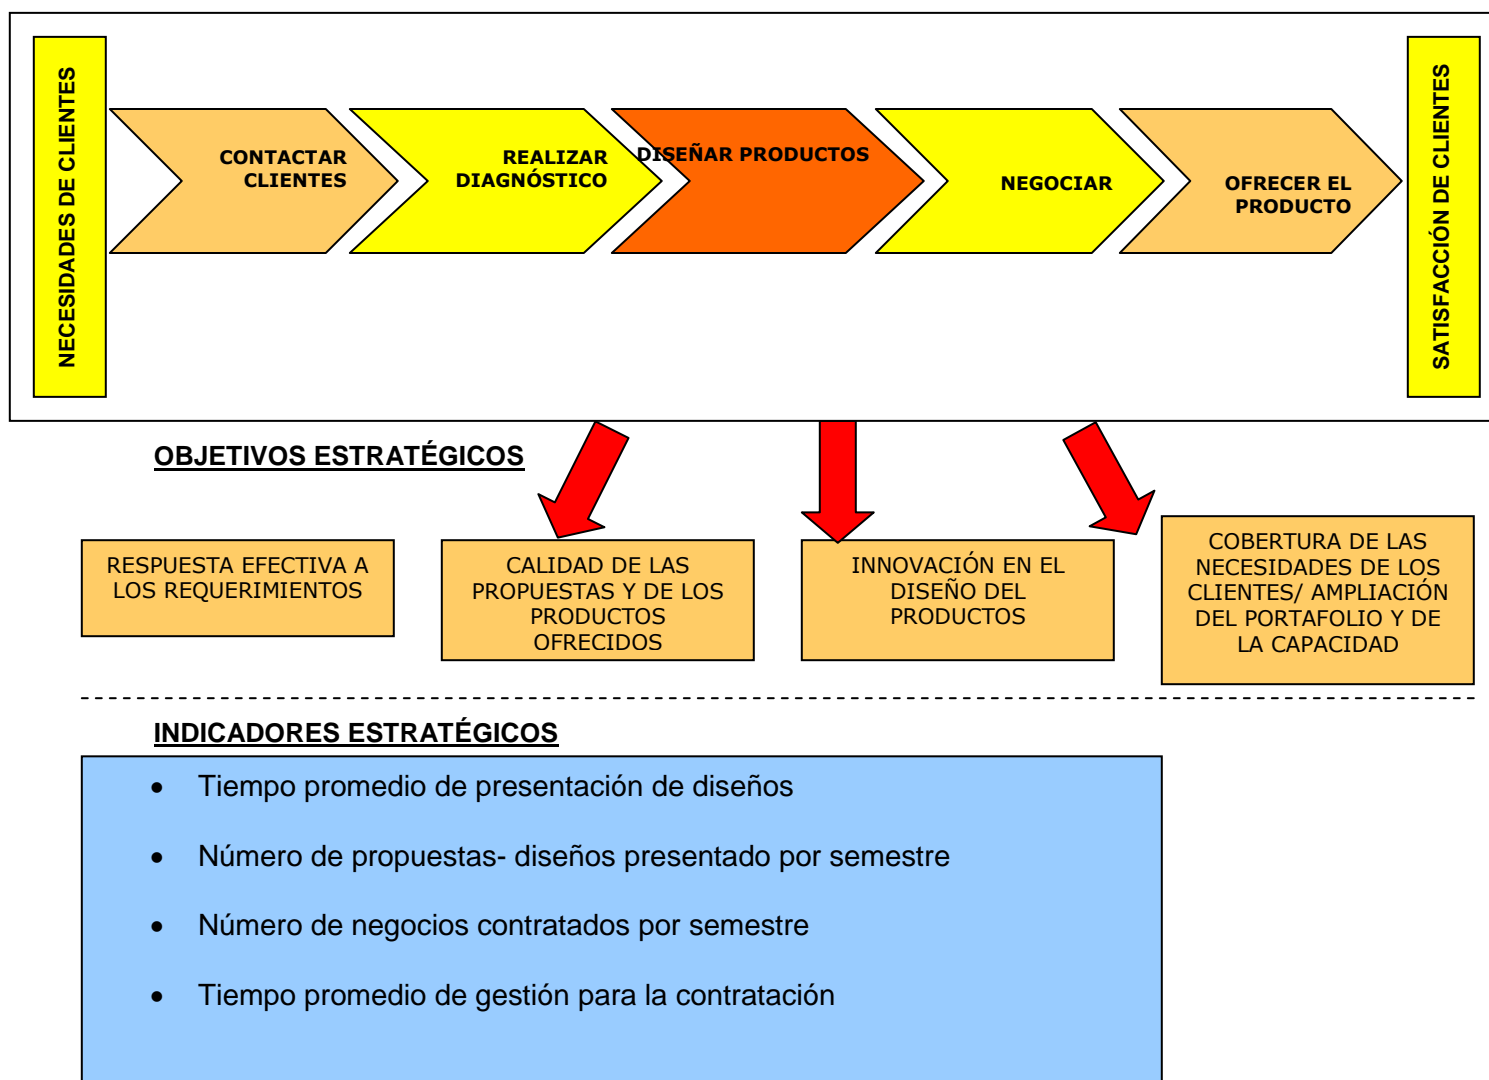 NECESIDADES DE CLIENTES
CONTACTAR
CLIENTES
REALIZAR
DIAGNÓSTICO
DISEÑAR PRODUCTOS
NEGOCIAR
OFRECER EL
PRODUCTO
SATISFACCIÓN DE CLIENTES
OBJETIVOS ESTRATÉGICOS
RESPUESTA EFECTIVA A
LOS REQUERIMIENTOS
CALIDAD DE LAS
PROPUESTAS Y DE LOS
PRODUCTOS
OFRECIDOS
INNOVACIÓN EN EL
DISEÑO DEL
PRODUCTOS
COBERTURA DE LAS
NECESIDADES DE LOS
CLIENTES/ AMPLIACIÓN
DEL PORTAFOLIO Y DE
LA CAPACIDAD
INDICADORES ESTRATÉGICOS
• Tiempo promedio de presentación de diseños
• Número de propuestas- diseños presentado por semestre
• Número de negocios contratados por semestre
• Tiempo promedio de gestión para la contratación